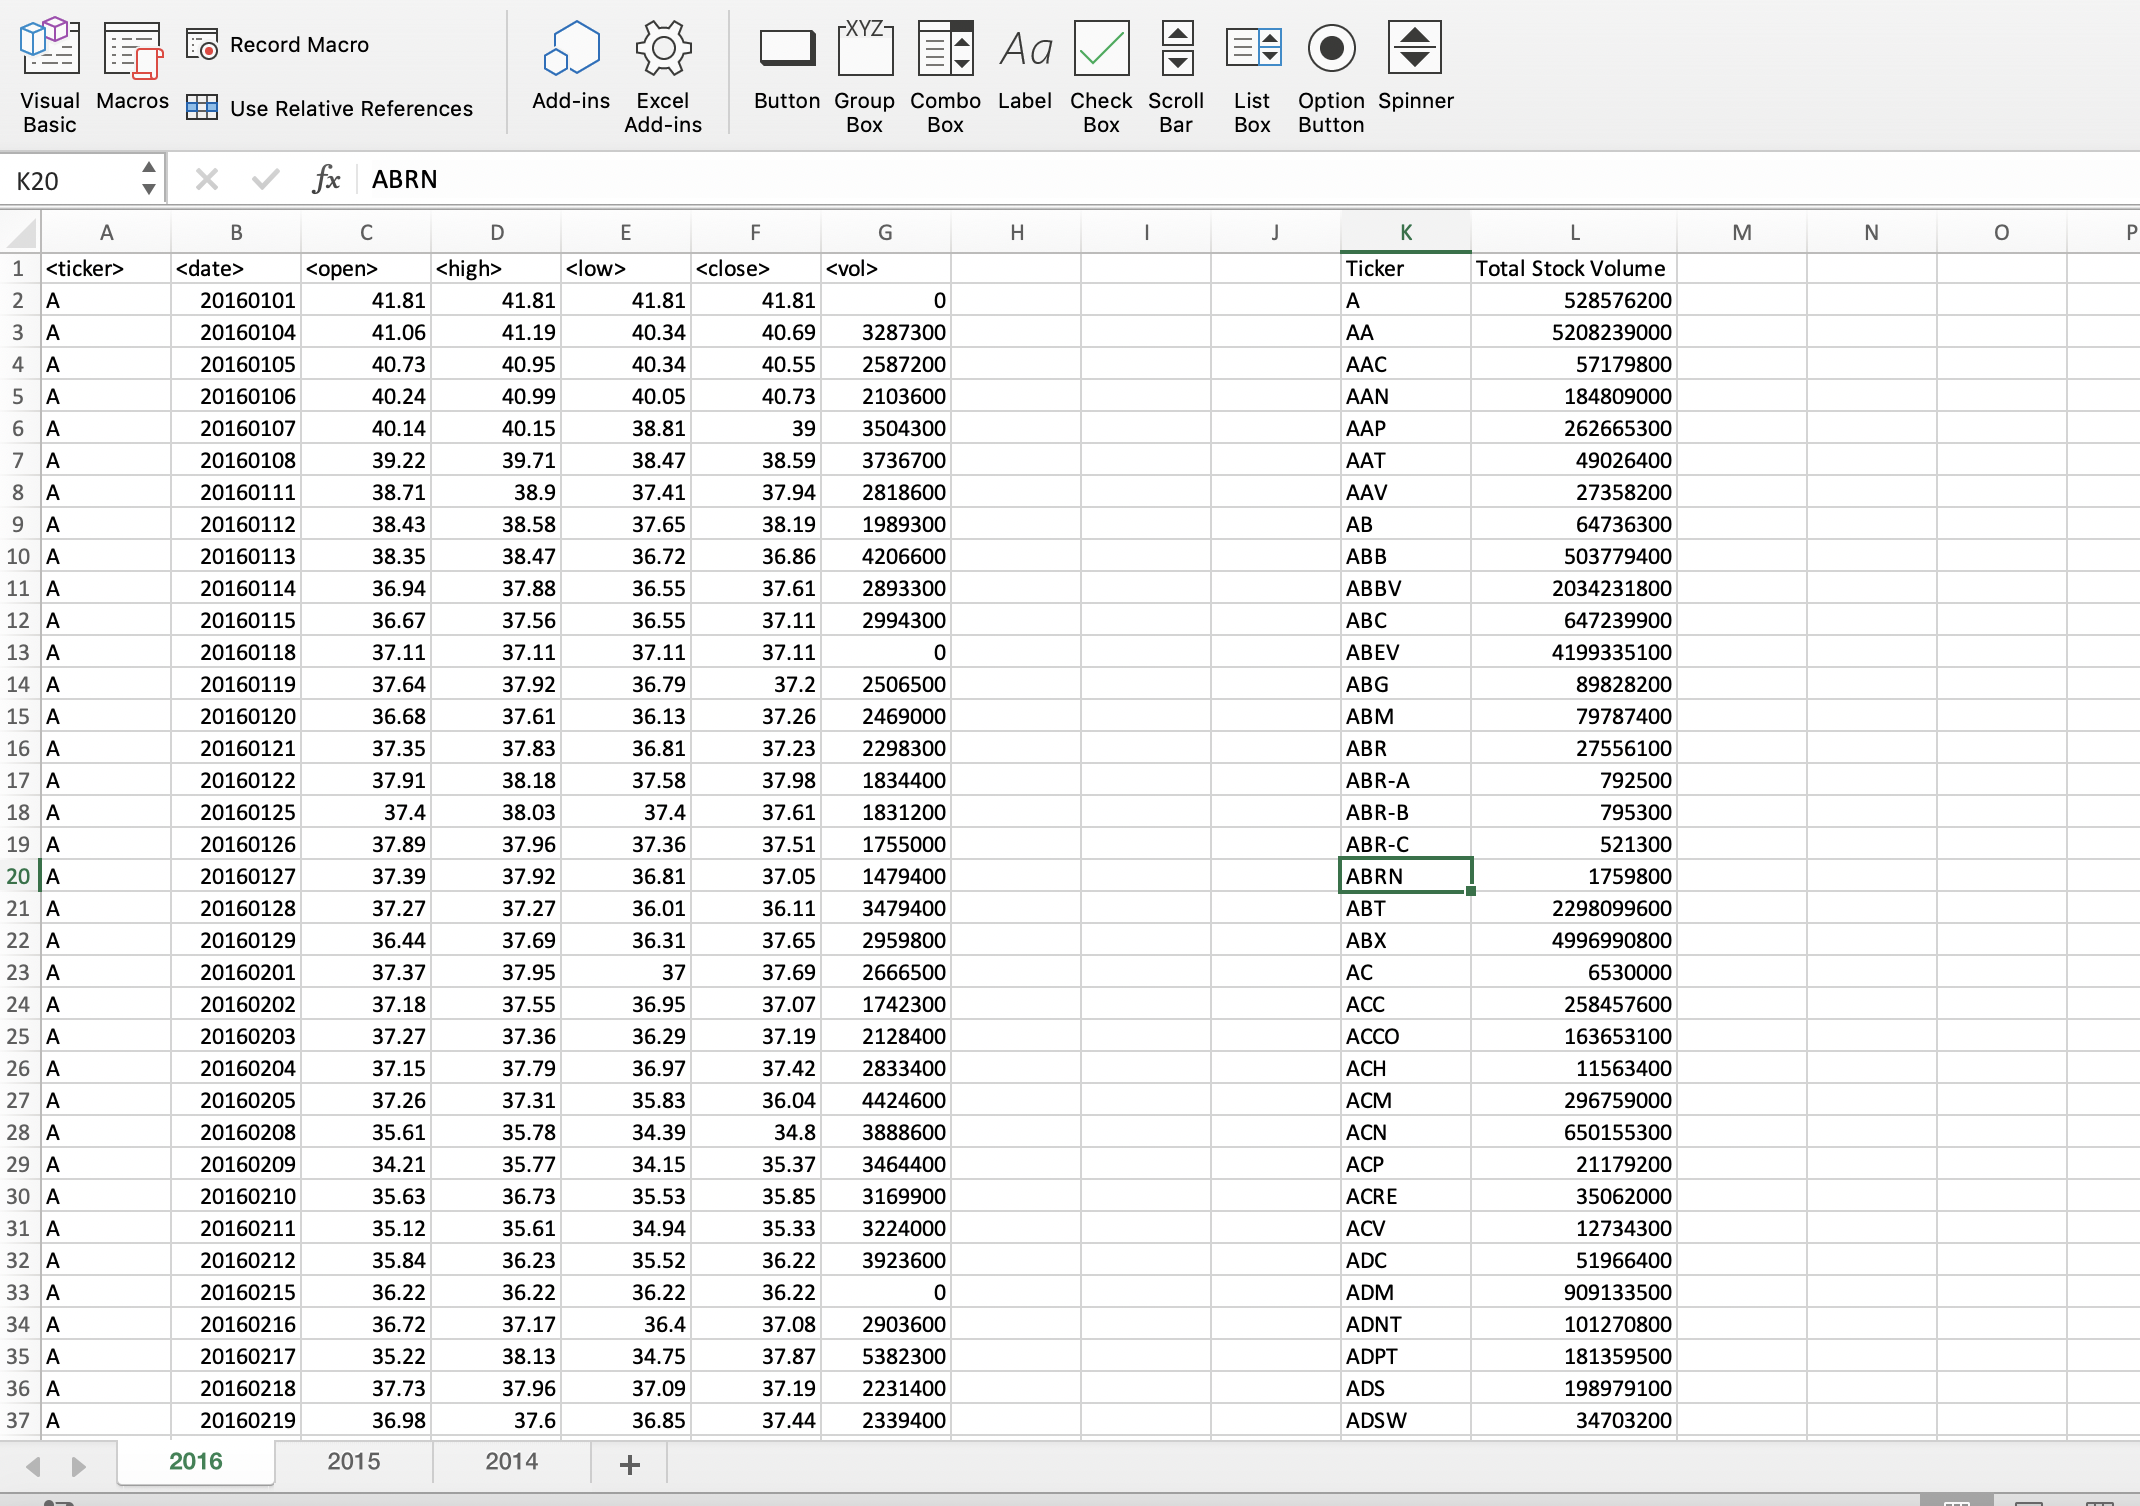 Record Macro
Use Relative References
Visual Basic
Macros
Add-ins
Excel Add-ins
Button
XYZ
Group Box
Combo Box
Aa
Label
Check Box
Scroll Bar
List Box
Option Button
Spinner
K20 fx ABRN
A B C D E F G H I J K L M N O P
1 <ticker> <date> <open> <high> <low> <close> <vol> Ticker Total Stock Volume
2 A 20160101 41.81 41.81 41.81 41.81 0 A 528576200
3 A 20160104 41.06 41.19 40.34 40.69 3287300 AA 5208239000
4 A 20160105 40.73 40.95 40.34 40.55 2587200 AAC 57179800
5 A 20160106 40.24 40.99 40.05 40.73 2103600 AAN 184809000
6 A 20160107 40.14 40.15 38.81 39 3504300 AAP 262665300
7 A 20160108 39.22 39.71 38.47 38.59 3736700 AAT 49026400
8 A 20160111 38.71 38.9 37.41 37.94 2818600 AAV 27358200
9 A 20160112 38.43 38.58 37.65 38.19 1989300 AB 64736300
10 A 20160113 38.35 38.47 36.72 36.86 4206600 ABB 503779400
11 A 20160114 36.94 37.88 36.55 37.61 2893300 ABBV 2034231800
12 A 20160115 36.67 37.56 36.55 37.11 2994300 ABC 647239900
13 A 20160118 37.11 37.11 37.11 37.11 0 ABEV 4199335100
14 A 20160119 37.64 37.92 36.79 37.2 2506500 ABG 89828200
15 A 20160120 36.68 37.61 36.13 37.26 2469000 ABM 79787400
16 A 20160121 37.35 37.83 36.81 37.23 2298300 ABR 27556100
17 A 20160122 37.91 38.18 37.58 37.98 1834400 ABR-A 792500
18 A 20160125 37.4 38.03 37.4 37.61 1831200 ABR-B 795300
19 A 20160126 37.89 37.96 37.36 37.51 1755000 ABR-C 521300
20 A 20160127 37.39 37.92 36.81 37.05 1479400 ABRN 1759800
21 A 20160128 37.27 37.27 36.01 36.11 3479400 ABT 2298099600
22 A 20160129 36.44 37.69 36.31 37.65 2959800 ABX 4996990800
23 A 20160201 37.37 37.95 37 37.69 2666500 AC 6530000
24 A 20160202 37.18 37.55 36.95 37.07 1742300 ACC 258457600
25 A 20160203 37.27 37.36 36.29 37.19 2128400 ACCO 163653100
26 A 20160204 37.15 37.79 36.97 37.42 2833400 ACH 11563400
27 A 20160205 37.26 37.31 35.83 36.04 4424600 ACM 296759000
28 A 20160208 35.61 35.78 34.39 34.8 3888600 ACN 650155300
29 A 20160209 34.21 35.77 34.15 35.37 3464400 ACP 21179200
30 A 20160210 35.63 36.73 35.53 35.85 3169900 ACRE 35062000
31 A 20160211 35.12 35.61 34.94 35.33 3224000 ACV 12734300
32 A 20160212 35.84 36.23 35.52 36.22 3923600 ADC 51966400
33 A 20160215 36.22 36.22 36.22 36.22 0 ADM 909133500
34 A 20160216 36.72 37.17 36.4 37.08 2903600 ADNT 101270800
35 A 20160217 35.22 38.13 34.75 37.87 5382300 ADPT 181359500
36 A 20160218 37.73 37.96 37.09 37.19 2231400 ADS 198979100
37 A 20160219 36.98 37.6 36.85 37.44 2339400 ADSW 34703200
2016 2015 2014 +